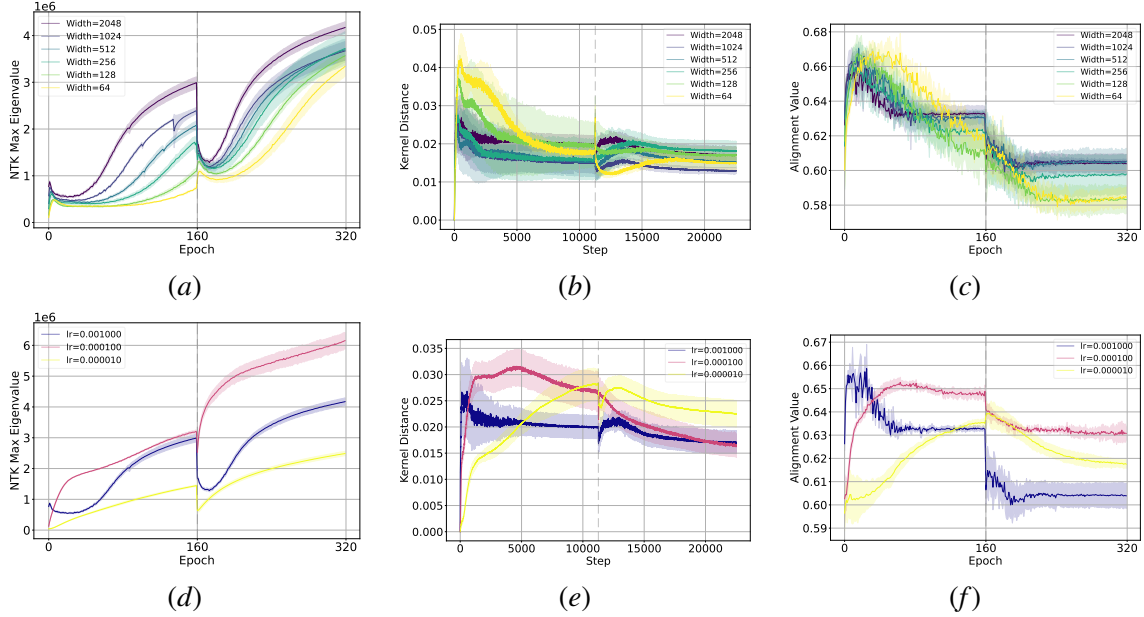 1e6
NTK Max Eigenvalue
4
3
2
1
0
Width=2048
Width=1024
Width=512
Width=256
Width=128
Width=64
0
160
320
Epoch
(a)
Kernel Distance
0.05
0.04
0.03
0.02
0.01
0.00
Width=2048
Width=1024
Width=512
Width=256
Width=128
Width=64
0
5000
10000
15000
20000
Step
(b)
Alignment Value
0.68
0.66
0.64
0.62
0.60
0.58
Width=2048
Width=1024
Width=512
Width=256
Width=128
Width=64
0
160
320
Epoch
(c)
1e6
NTK Max Eigenvalue
6
5
4
3
2
1
0
lr=0.001000
lr=0.000100
lr=0.000010
0
160
320
Epoch
(d)
Kernel Distance
0.035
0.030
0.025
0.020
0.015
0.010
0.005
0.000
lr=0.001000
lr=0.000100
lr=0.000010
0
5000
10000
15000
20000
Step
(e)
Alignment Value
0.67
0.66
0.65
0.64
0.63
0.62
0.61
0.60
0.59
lr=0.001000
lr=0.000100
lr=0.000010
0
160
320
Epoch
(f)